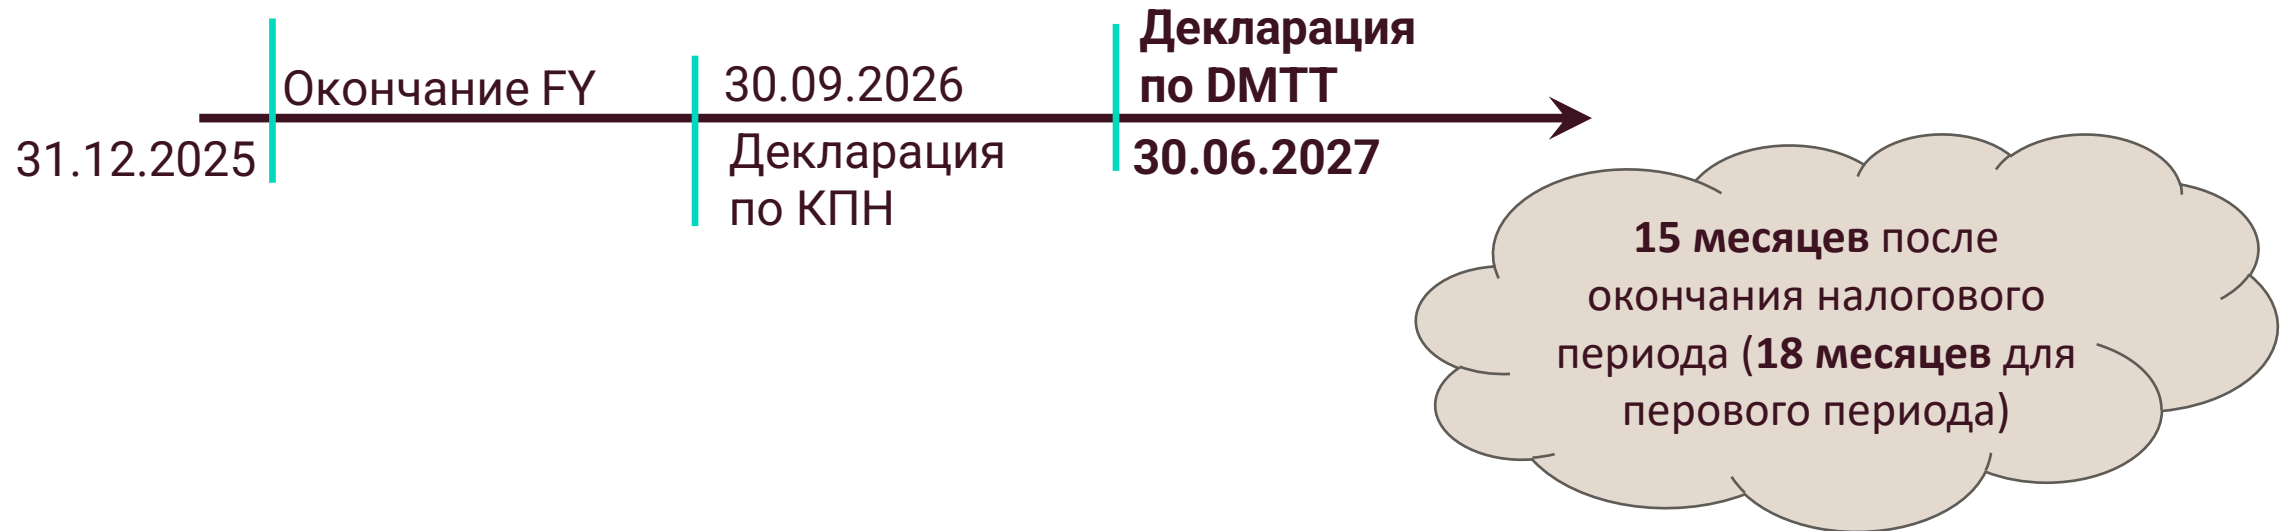 31.12.2025
Окончание FY
30.09.2026
Декларация
по КПН
Декларация
по DMTT
30.06.2027
15 месяцев после
окончания налогового
периода (18 месяцев для
перового периода)